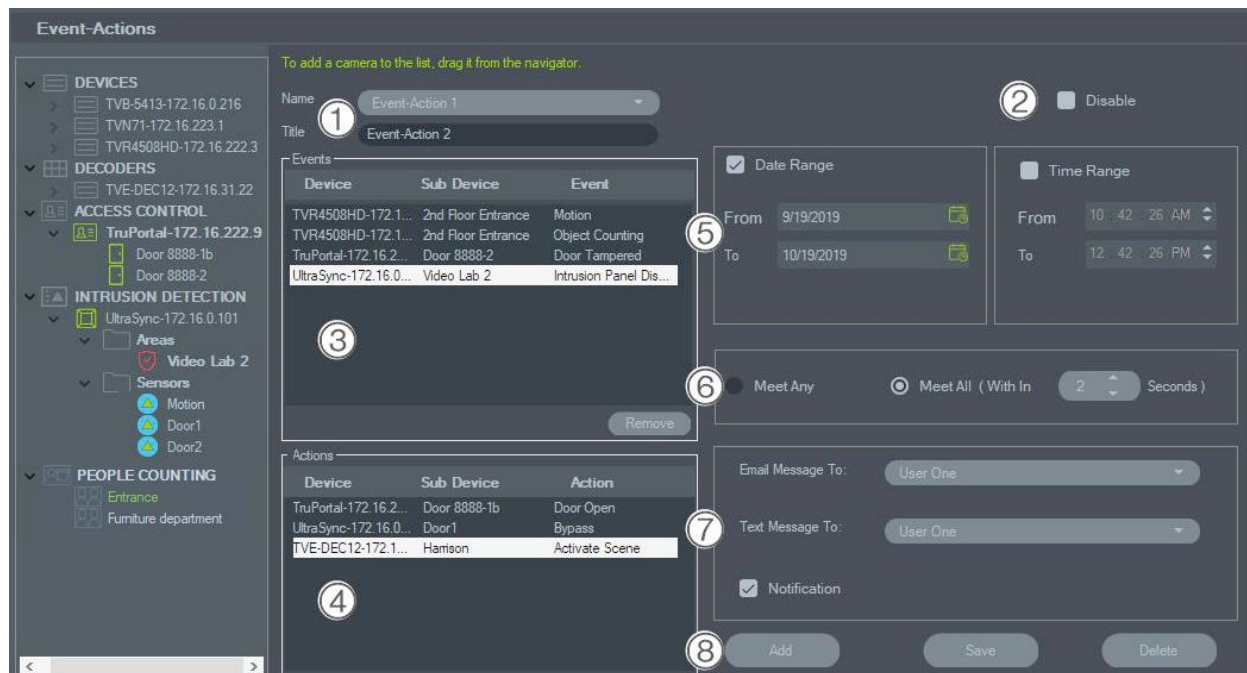 Event-Actions
DEVICES
TVB-5413-172.16.0.216
TVN71-172.16.223.1
TVR4508HD-172.16.222.3
DECODERS
TVE-DEC12-172.16.31.22
ACCESS CONTROL
TruPortal-172.16.222.9
Door 8888-1b
Door 8888-2
INTRUSION DETECTION
UltraSync-172.16.0.101
Areas
Video Lab 2
Sensors
Motion
Door1
Door2
PEOPLE COUNTING
Entrance
Furniture department
To add a camera to the list, drag it from the navigator.
Name Event-Action 1
1
Title Event-Action 2
2 Disable
Events
Device Sub Device Event
TVR4508HD-172.1... 2nd Floor Entrance Motion
TVR4508HD-172.1... 2nd Floor Entrance Object Counting
TruPortal-172.16.2... Door 8888-2 Door Tampered
UltraSync-172.16.0... Video Lab 2 Intrusion Panel Dis...
3
Remove
Actions
Device Sub Device Action
TruPortal-172.16.2... Door 8888-1b Door Open
UltraSync-172.16.0... Door1 Bypass
TVE-DEC12-172.1... Harrison Activate Scene
4
Date Range
5
From 9/19/2019
To 10/19/2019
Time Range
From 10 : 42 : 26 AM
To 12 : 42 : 26 PM
6 Meet Any Meet All ( With In 2 Seconds )
Email Message To: User One
7 Text Message To: User One
Notification
8 Add Save Delete